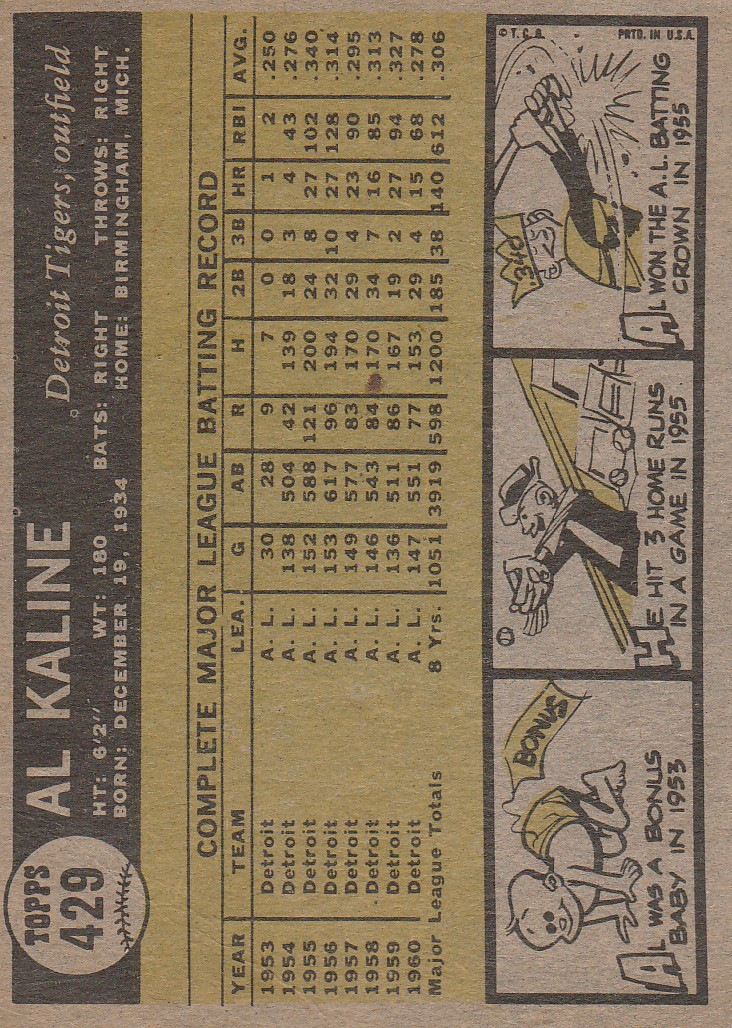 TOPPS
429
AL KALINE Detroit Tigers, outfield
HT: 6'2" WT: 180 BATS: RIGHT THROWS: RIGHT
BORN: DECEMBER 19, 1934 HOME: BIRMINGHAM, MICH.
COMPLETE MAJOR LEAGUE BATTING RECORD
YEAR TEAM LEA. G AB R H 2B 3B HR RBI AVG.
1953 Detroit A. L. 30 28 9 7 0 0 1 2 .250
1954 Detroit A. L. 138 504 42 139 18 3 4 43 .276
1955 Detroit A. L. 152 588 121 200 24 8 27 102 .340
1956 Detroit A. L. 153 617 96 194 32 10 27 128 .314
1957 Detroit A. L. 149 577 83 170 29 4 23 90 .295
1958 Detroit A. L. 146 543 84 170 34 7 16 85 .313
1959 Detroit A. L. 136 511 86 167 19 2 27 94 .327
1960 Detroit A. L. 147 551 77 153 29 4 15 68 .278
Major League Totals 8 Yrs. 1051 3919 598 1200 185 38 140 612 .306
BONUS
AL WAS A BONUS
BABY IN 1953
HE HIT 3 HOME RUNS
IN A GAME IN 1955
© T. C. G. PRTD. IN U.S.A.
.340
AL WON THE A.L. BATTING
CROWN IN 1955